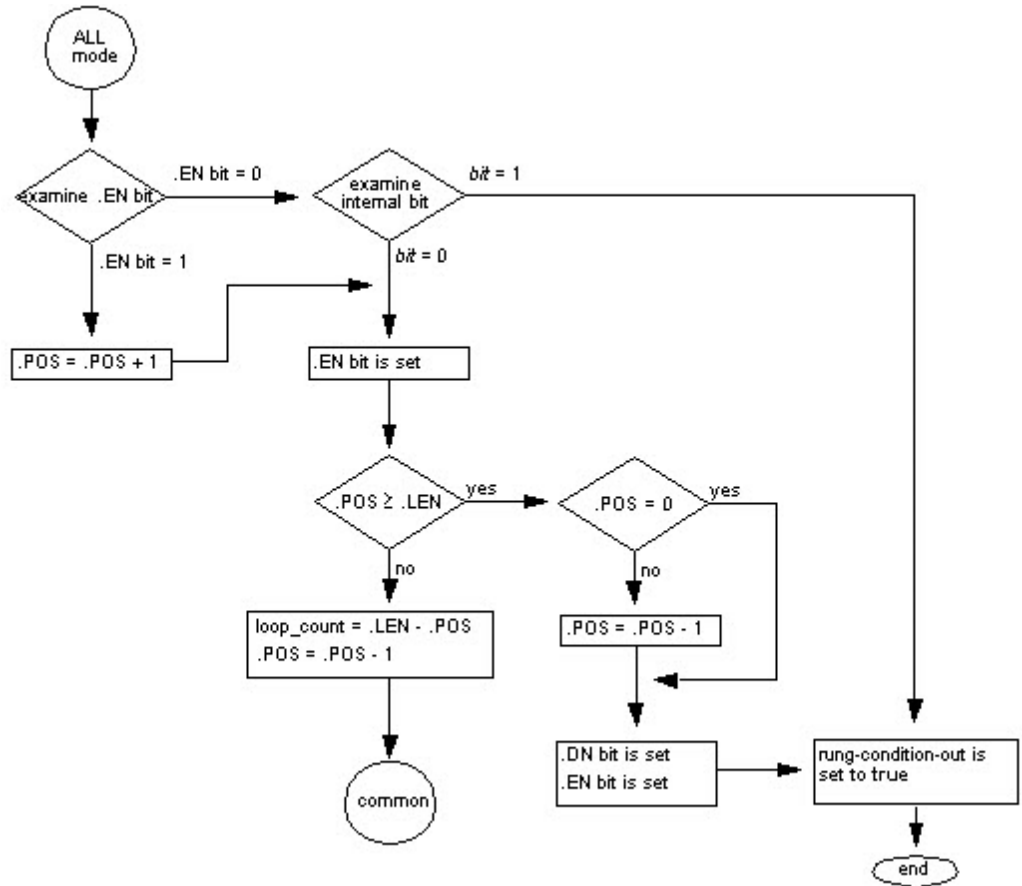 ALL
mode
examine .EN bit
.EN bit = 0
examine
internal bit
bit = 1
.EN bit = 1
bit = 0
.POS = .POS + 1
.EN bit is set
.POS ≥ .LEN
yes
.POS = 0
yes
no
no
loop_count = .LEN - .POS
.POS = .POS - 1
.POS = .POS - 1
.DN bit is set
.EN bit is set
rung-condition-out is
set to true
common
end